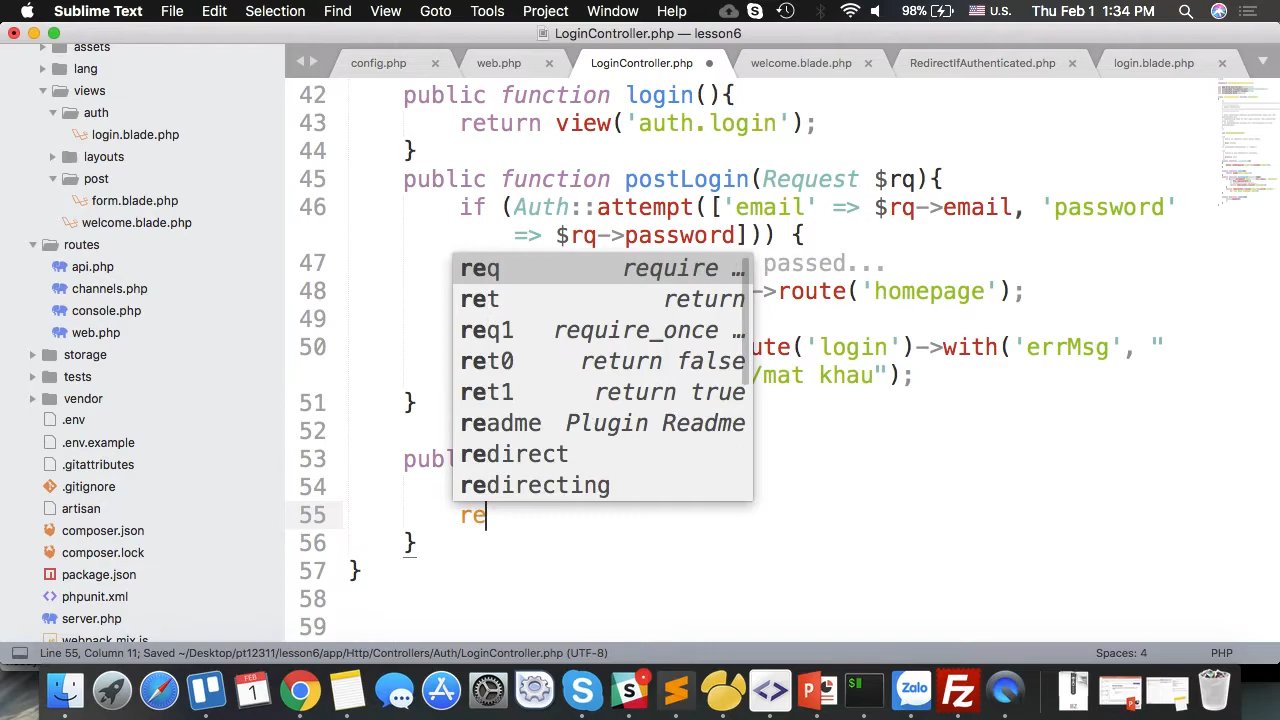 Sublime Text File Edit Selection Find View Goto Tools Project Window Help 98% U.S. Thu Feb 1 1:34 PM
LoginController.php — lesson6
assets
lang
views
login.blade.php
layouts
form.blade.php
welcome.blade.php
routes
api.php
channels.php
console.php
web.php
storage
tests
vendor
.env
.env.example
.gitattributes
.gitignore
artisan
composer.json
composer.lock
package.json
phpunit.xml
server.php
webpack.mix.js
config.php web.php LoginController.php welcome.blade.php RedirectIfAuthenticated.php login.blade.php
42 public function login(){
43 return view('auth.login');
44 }
45 public function postLogin(Request $rq){
46 if (Auth::attempt(['email' => $rq->email, 'password'
=> $rq->password])) {
47 passed...
48 ->route('homepage');
49
50 ute('login')->with('errMsg', "
/mat khau");
51 }
52
53 publ
54
55 re
56 }
57 }
58
59
req require …
ret return
req1 require_once …
ret0 return false
ret1 return true
readme Plugin Readme
redirect
redirecting
Line 55, Column 11; Saved ~/Desktop/pt12311/lesson6/app/Http/Controllers/Auth/LoginController.php (UTF-8) Spaces: 4 PHP
FEB
1
Zalo
Fz